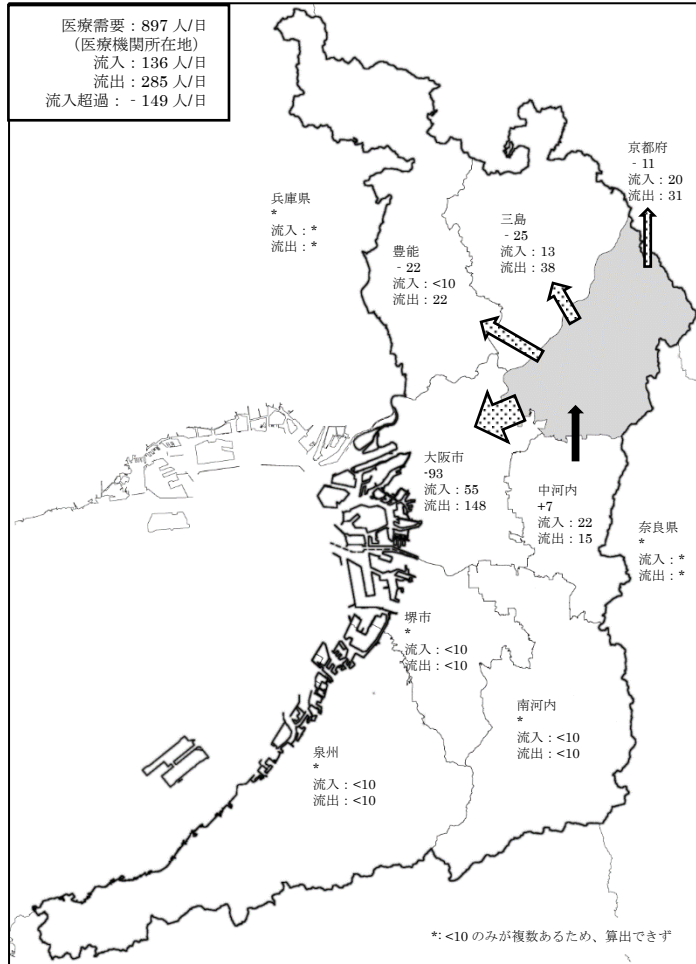 医療需要：897 人/日
（医療機関所在地）
流入：136 人/日
流出：285 人/日
流入超過：‐149 人/日
京都府
‐11
流入：20
流出：31
兵庫県
*
流入：*
流出：*
三島
‐25
流入：13
流出：38
豊能
‐22
流入：<10
流出：22
大阪市
-93
流入：55
流出：148
中河内
+7
流入：22
流出：15
奈良県
*
流入：*
流出：*
堺市
*
流入：<10
流出：<10
南河内
*
流入：<10
流出：<10
泉州
*
流入：<10
流出：<10
*: <10 のみが複数あるため、算出できず